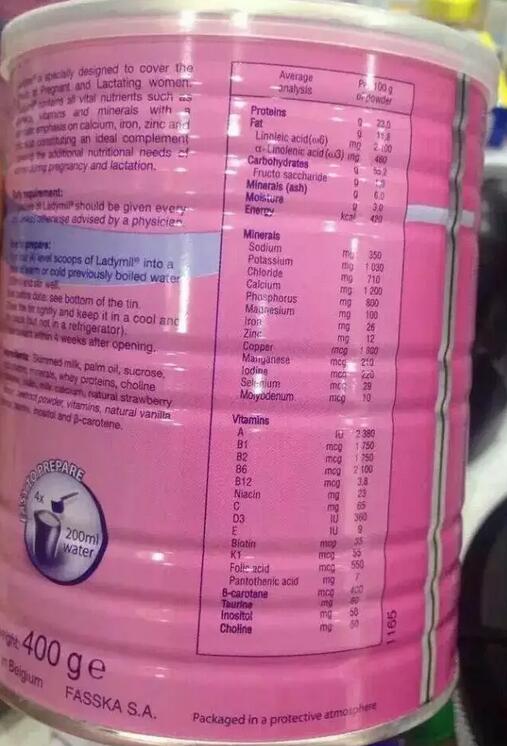 is specially designed to cover the
Pregnant and Lactating women.
contains all vital nutrients such as
vitamins and minerals with a
emphasis on calcium, iron, zinc and
constituting an ideal complement
the additional nutritional needs of
during pregnancy and lactation.
requirement:
of Ladymil® should be given every
otherwise advised by a physician.
prepare:
level scoops of Ladymil® into a
or cold previously boiled water
and stir well.
date: see bottom of the tin.
tightly and keep it in a cool and
(but not in a refrigerator).
within 4 weeks after opening.
Skimmed milk, palm oil, sucrose,
minerals, whey proteins, choline
milk calcium, natural strawberry
powder, vitamins, natural vanilla
inositol and β-carotene.
EASY TO PREPARE
4x
200ml
water
400 g e
Belgium
FASSKA S.A.
Average
analysis
Per 100 g
of powder
Proteins g 23.0
Fat g 11.8
Linoleic acid (ω6) mg 2 100
α-Linolenic acid (ω3) mg 460
Carbohydrates g 55.2
Fructo saccharide g
Minerals (ash) g 6.0
Moisture g 3.0
Energy kcal 420
Minerals
Sodium mg 350
Potassium mg 1 030
Chloride mg 710
Calcium mg 1 200
Phosphorus mg 800
Magnesium mg 100
Iron mg 26
Zinc mg 12
Copper mcg 1 800
Manganese mcg 210
Iodine mcg 220
Selenium mcg 29
Molybdenum mcg 10
Vitamins
A IU 2 380
B1 mcg 1 750
B2 mcg 1 750
B6 mcg 2 100
B12 mcg 3,8
Niacin mg 23
C mg 65
D3 IU 360
E IU 9
Biotin mcg 35
K1 mcg 55
Folic acid mcg 550
Pantothenic acid mg 7
B-carotane mcg 400
Taurine mg 60
Inositol mg 50
Choline mg 50
1165
Packaged in a protective atmosphere